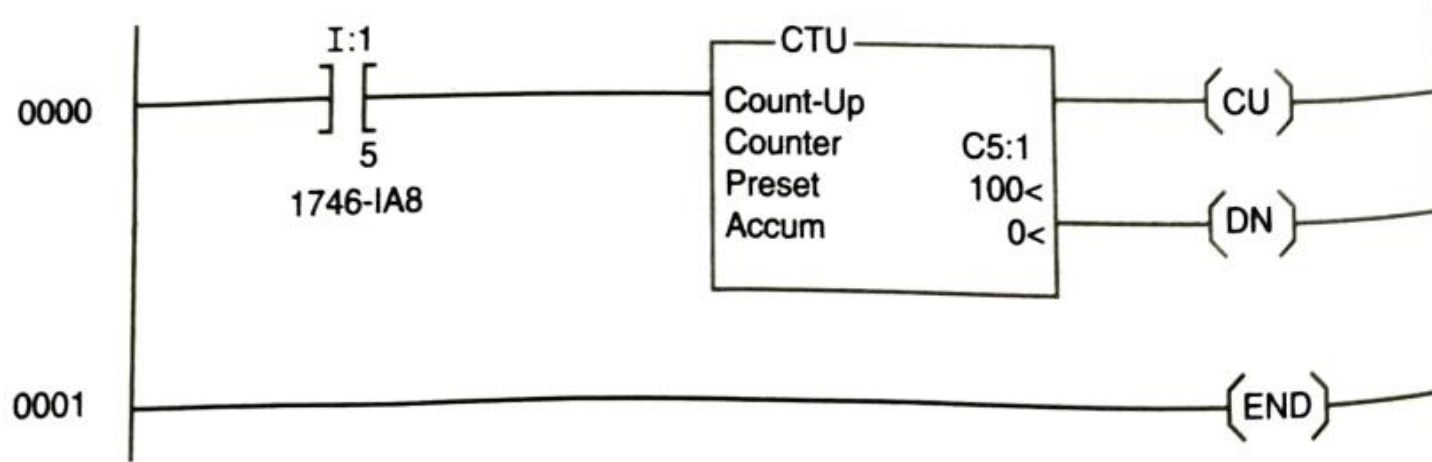 I:1
CTU
0000
Count-Up
CU
5
Counter C5:1
1746-IA8
Preset 100<
Accum 0<
DN
0001
END